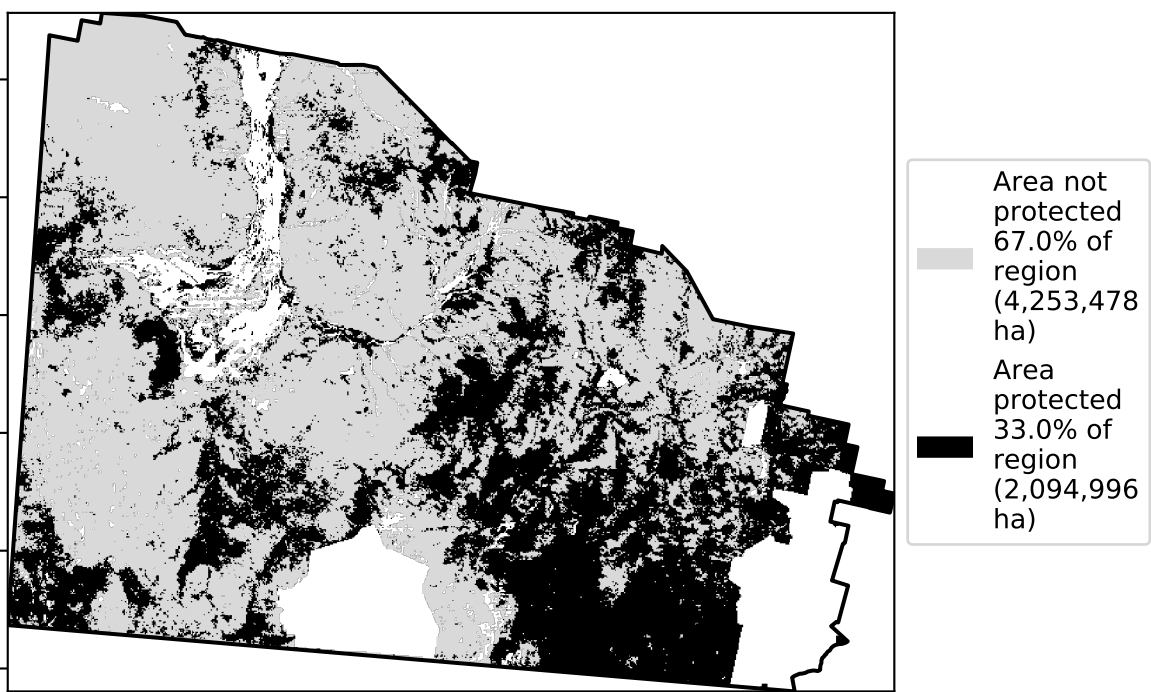 Area not
protected
67.0% of
region
(4,253,478
ha)
Area
protected
33.0% of
region
(2,094,996
ha)